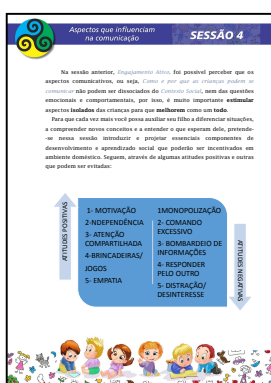 Aspectos que influenciam
na comunicação
SESSÃO 4
Na sessão anterior, Engajamento Ativo, foi possível perceber que os
aspectos comunicativos, ou seja, Como e por que as crianças podem se
comunicar não podem ser dissociados do Contexto Social, nem das questões
emocionais e comportamentais, por isso, é muito importante estimular
aspectos isolados das crianças para que melhorem como um todo.
Para que cada vez mais você possa auxiliar seu filho a diferenciar situações,
a compreender novos conceitos e a entender o que esperam dele, pretende-
-se nessa sessão introduzir e projetar essenciais componentes de
desenvolvimento e aprendizado social que poderão ser incentivados em
ambiente doméstico. Seguem, através de algumas atitudes positivas e outras
que podem ser evitadas:
ATITUDES POSITIVAS
1- MOTIVAÇÃO
2-NDEPENDÊNCIA
3- ATENÇÃO
COMPARTILHADA
4-BRINCADEIRAS/
JOGOS
5- EMPATIA
1MONOPOLIZAÇÃO
2- COMANDO
EXCESSIVO
3- BOMBARDEIO DE
INFORMAÇÕES
4- RESPONDER
PELO OUTRO
5- DISTRAÇÃO/
DESINTERESSE
ATITUDES NEGATIVAS